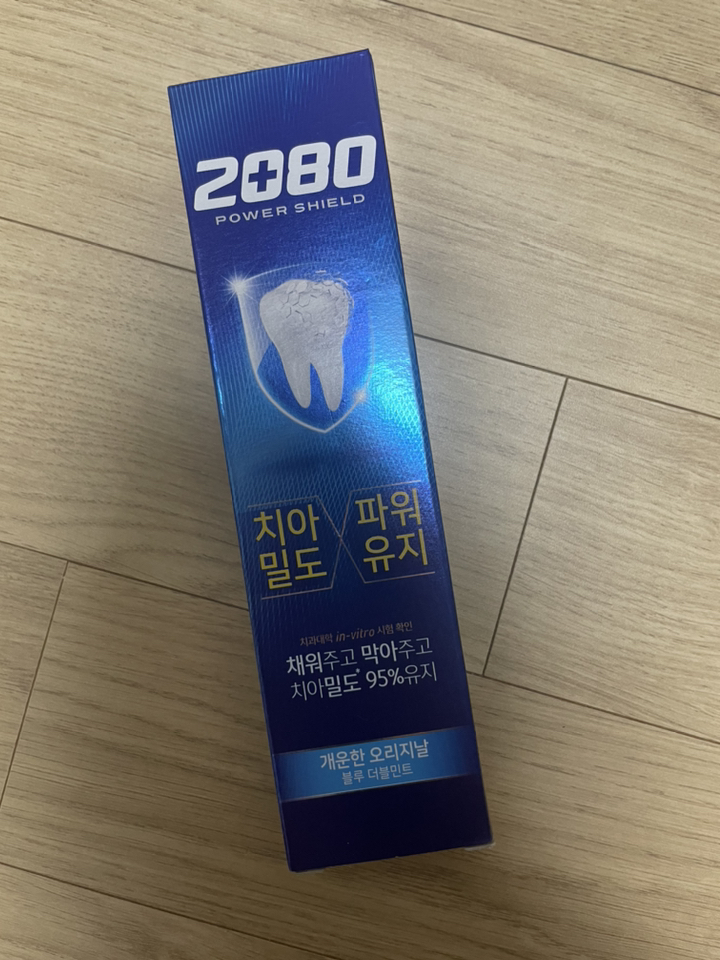 2080
POWER SHIELD
치아 파워
밀도 유지
치과대학 in-vitro 시험 확인
채워주고 막아주고
치아밀도* 95%유지
개운한 오리지날
블루 더블민트